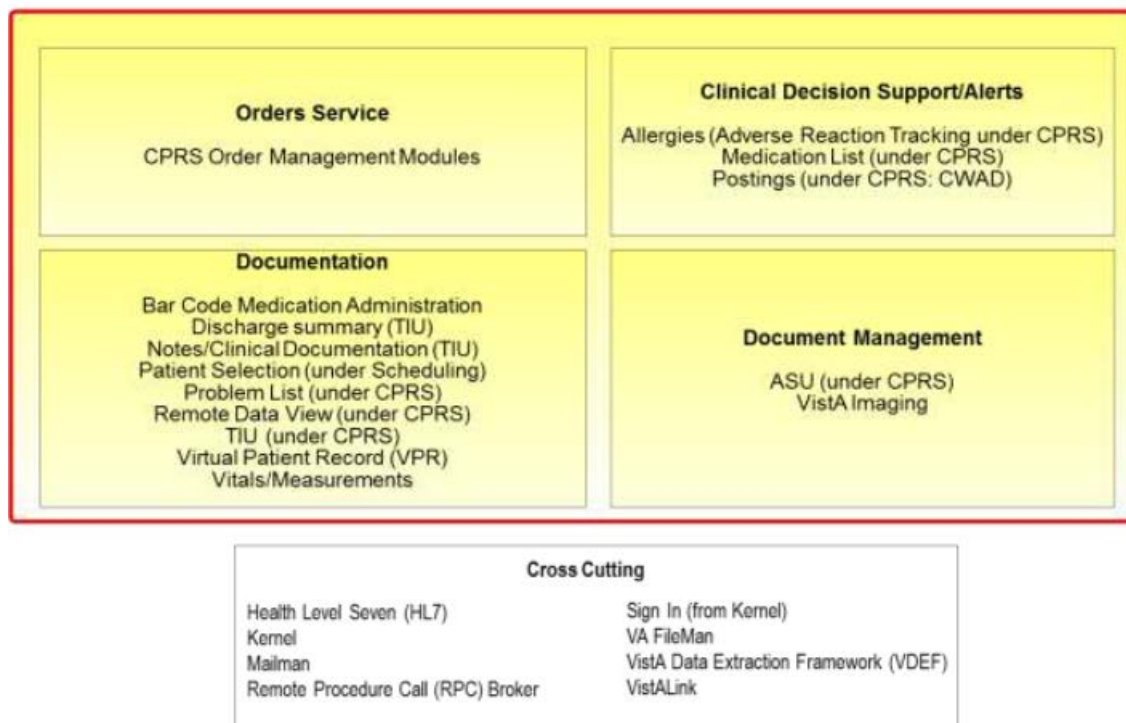 Orders Service
CPRS Order Management Modules
Clinical Decision Support/Alerts
Allergies (Adverse Reaction Tracking under CPRS)
Medication List (under CPRS)
Postings (under CPRS: CWAD)
Documentation
Bar Code Medication Administration
Discharge summary (TIU)
Notes/Clinical Documentation (TIU)
Patient Selection (under Scheduling)
Problem List (under CPRS)
Remote Data View (under CPRS)
TIU (under CPRS)
Virtual Patient Record (VPR)
Vitals/Measurements
Document Management
ASU (under CPRS)
VistA Imaging
Cross Cutting
Health Level Seven (HL7)
Kernel
Mailman
Remote Procedure Call (RPC) Broker
Sign In (from Kernel)
VA FileMan
VistA Data Extraction Framework (VDEF)
VistALink